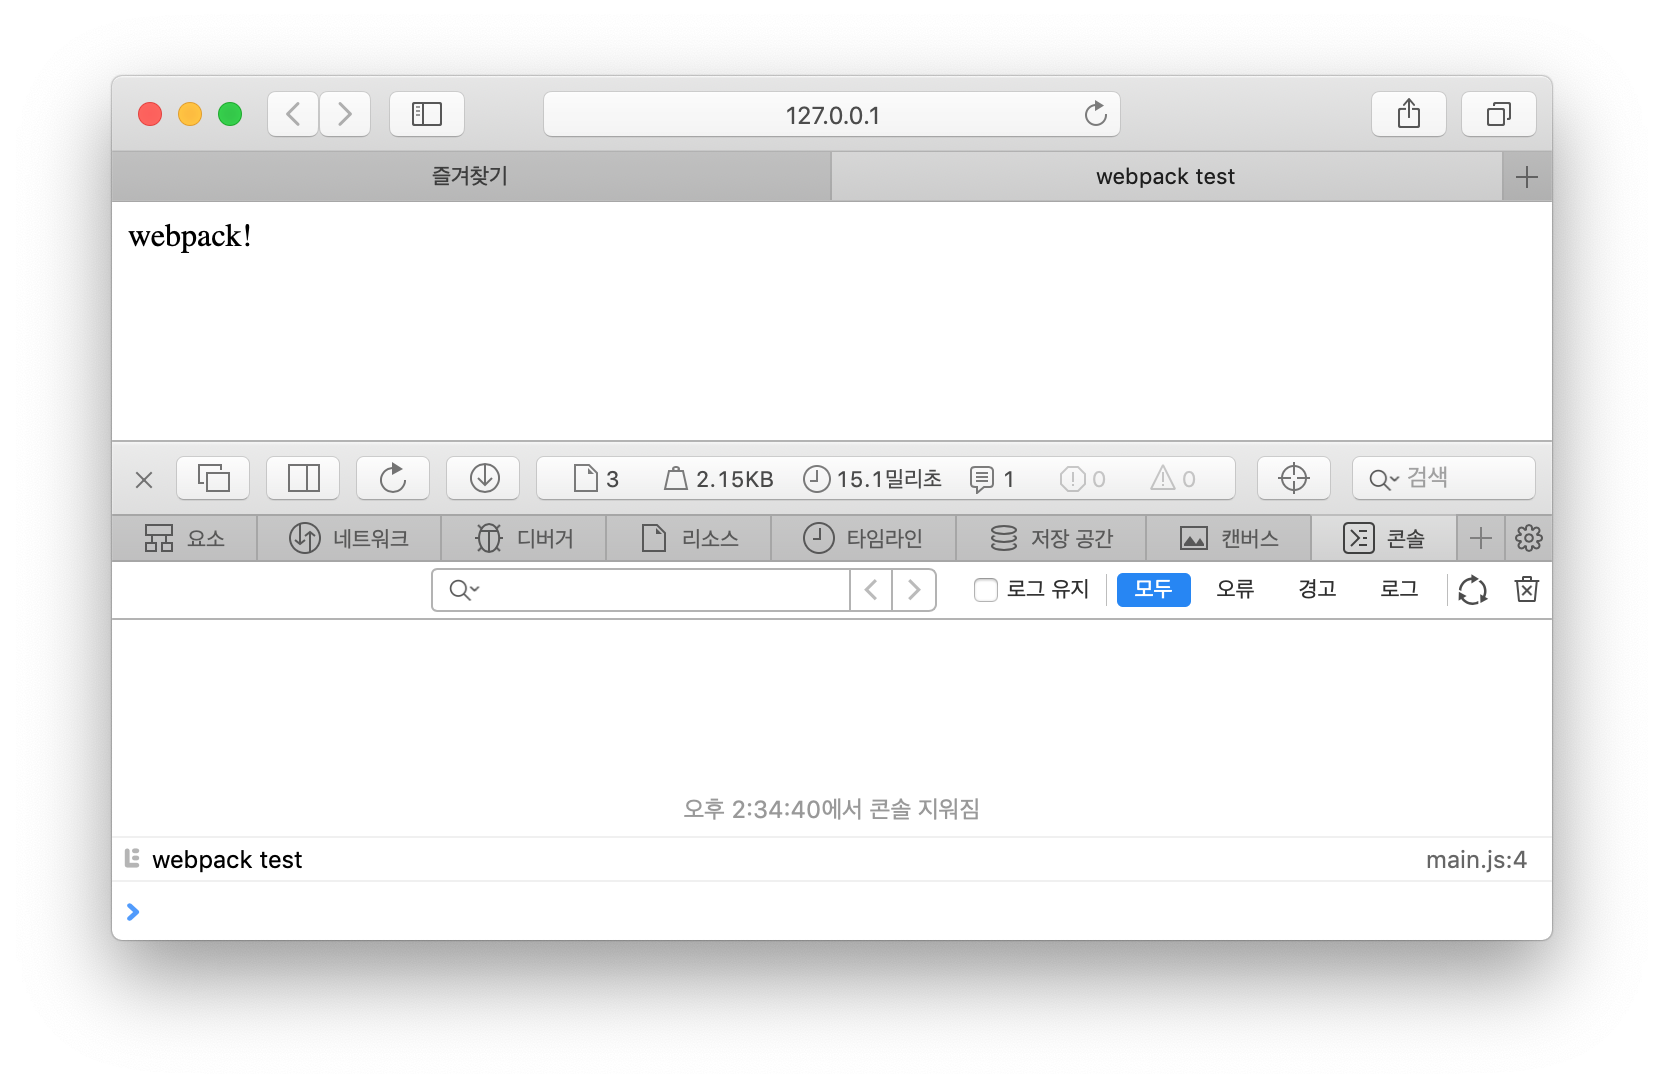 127.0.0.1
즐겨찾기 webpack test
webpack!
3 2.15KB 15.1밀리초 1 0 0 검색
요소 네트워크 디버거 리소스 타임라인 저장 공간 캔버스 콘솔
로그 유지 모두 오류 경고 로그
오후 2:34:40에서 콘솔 지워짐
webpack test main.js:4